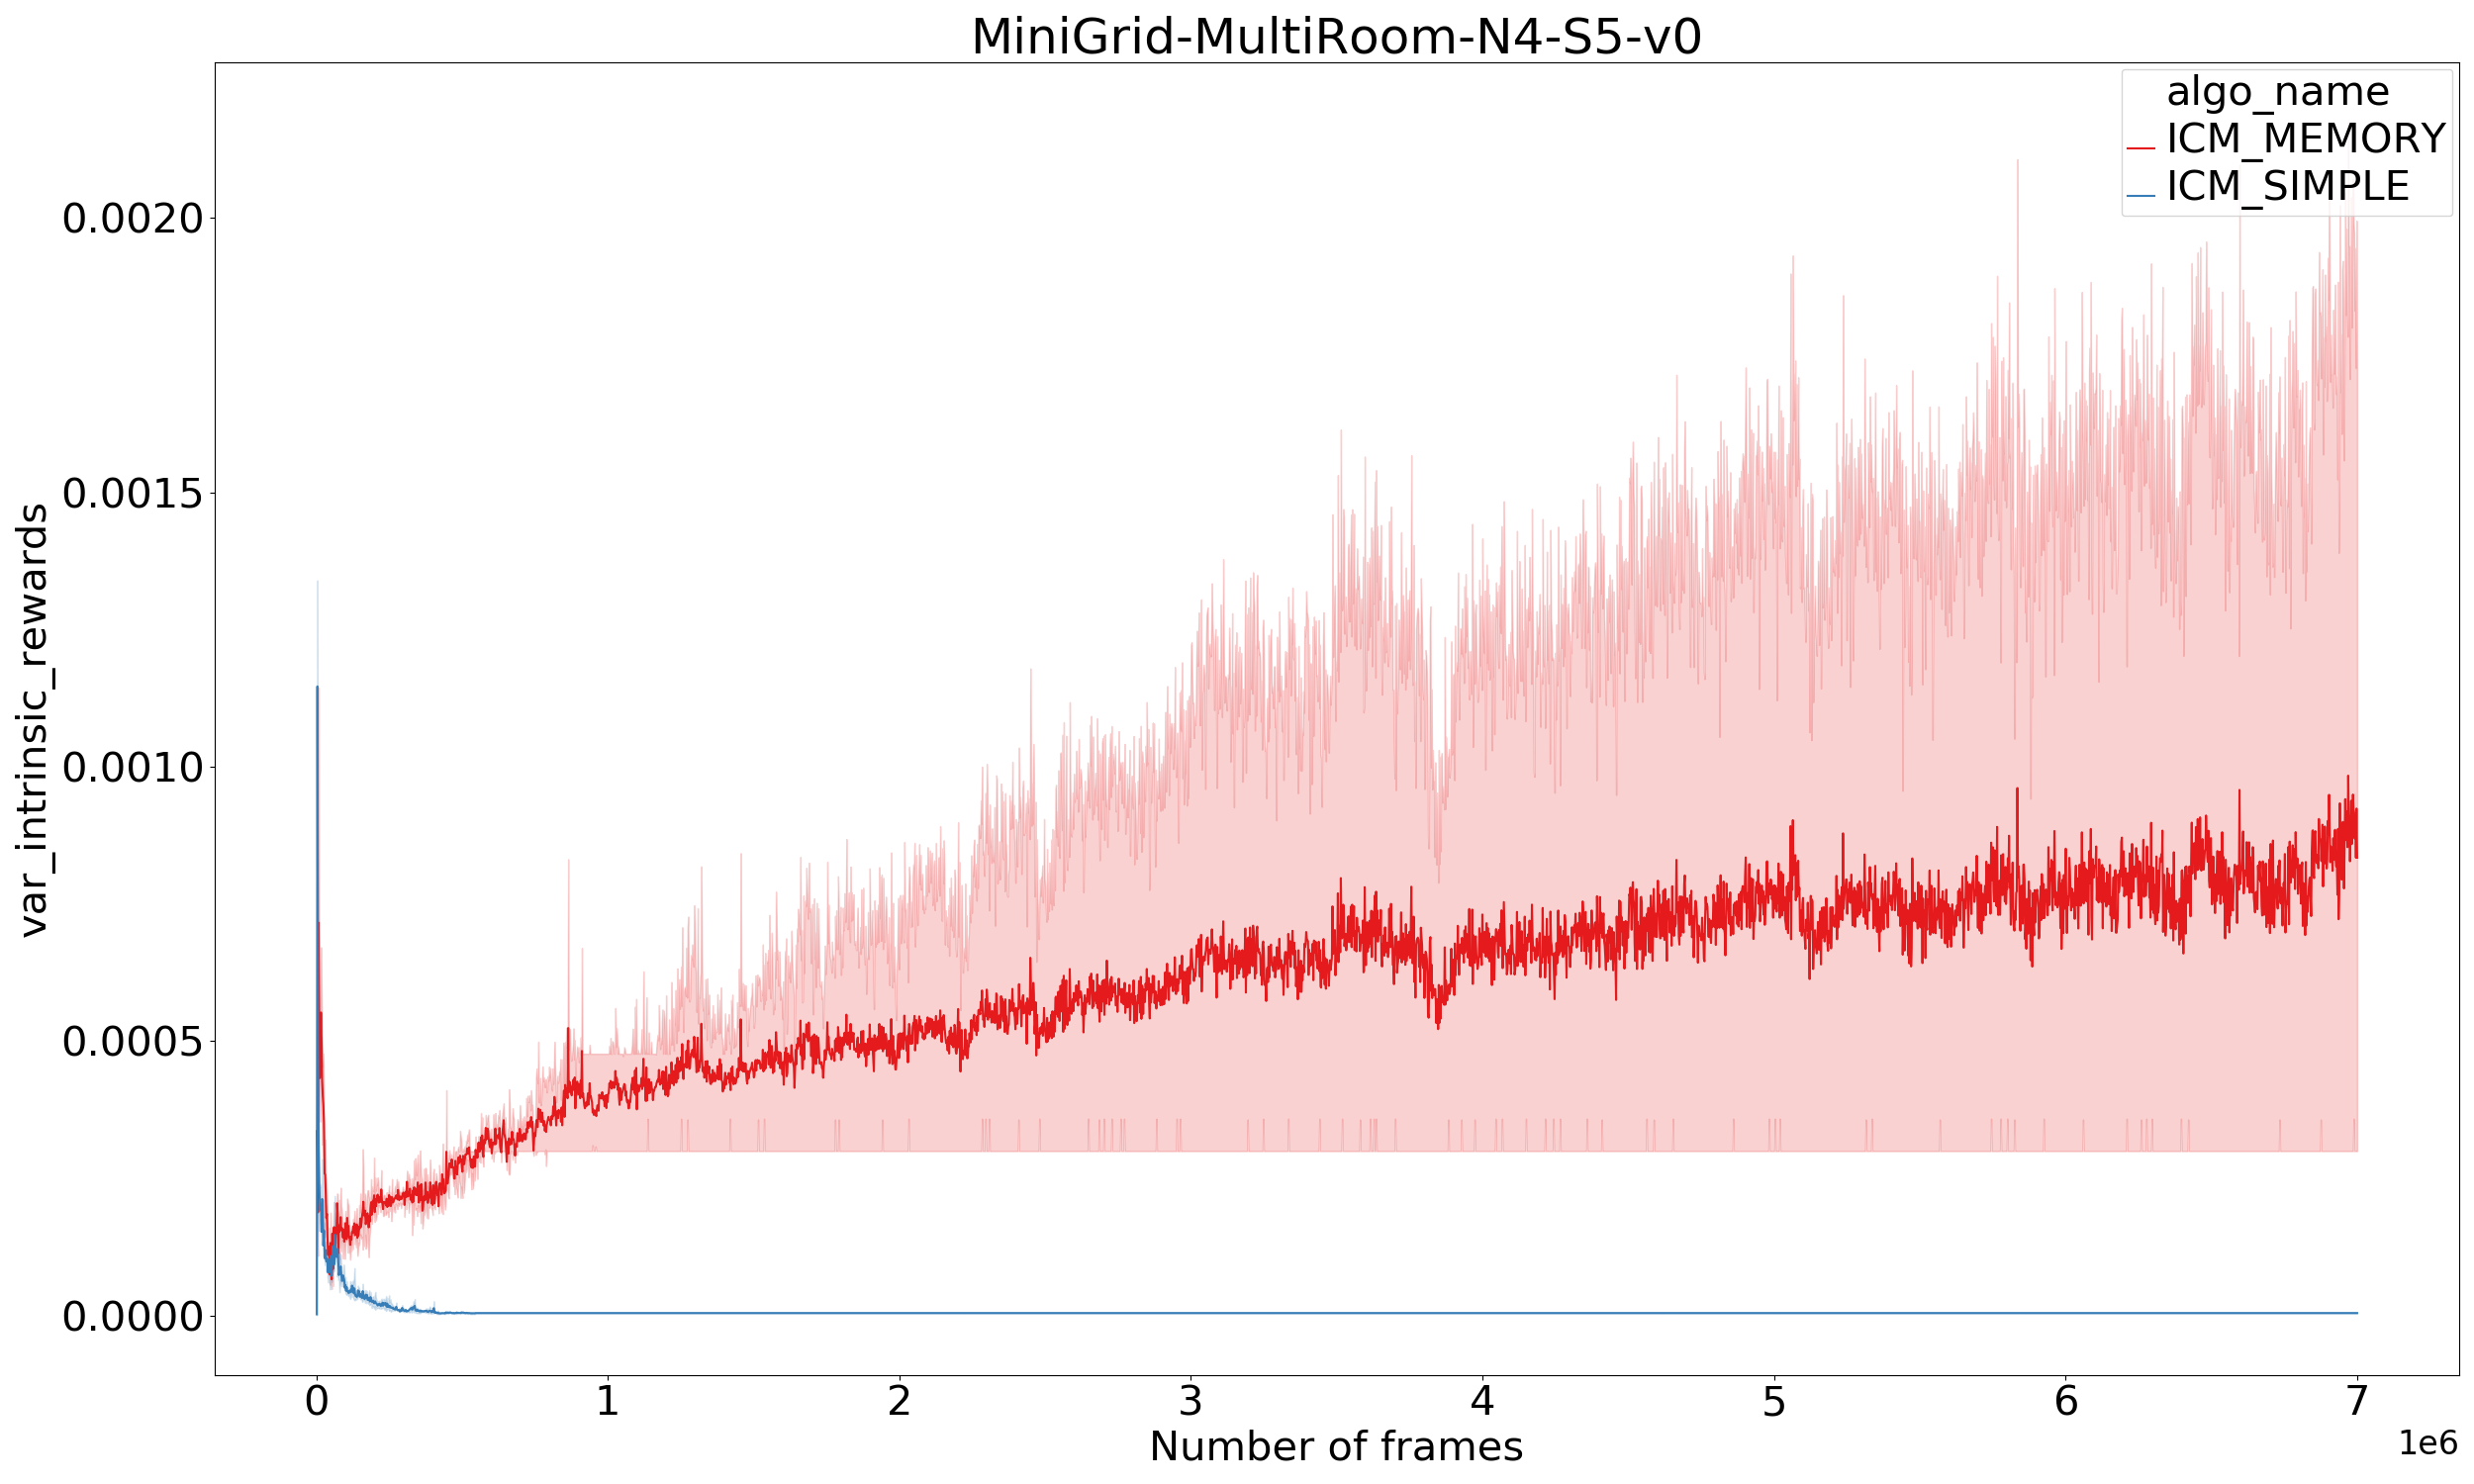 MiniGrid-MultiRoom-N4-S5-v0
algo_name
ICM_MEMORY
ICM_SIMPLE
var_intrinsic_rewards
0.0020
0.0015
0.0010
0.0005
0.0000
0 1 2 3 4 5 6 7
1e6
Number of frames